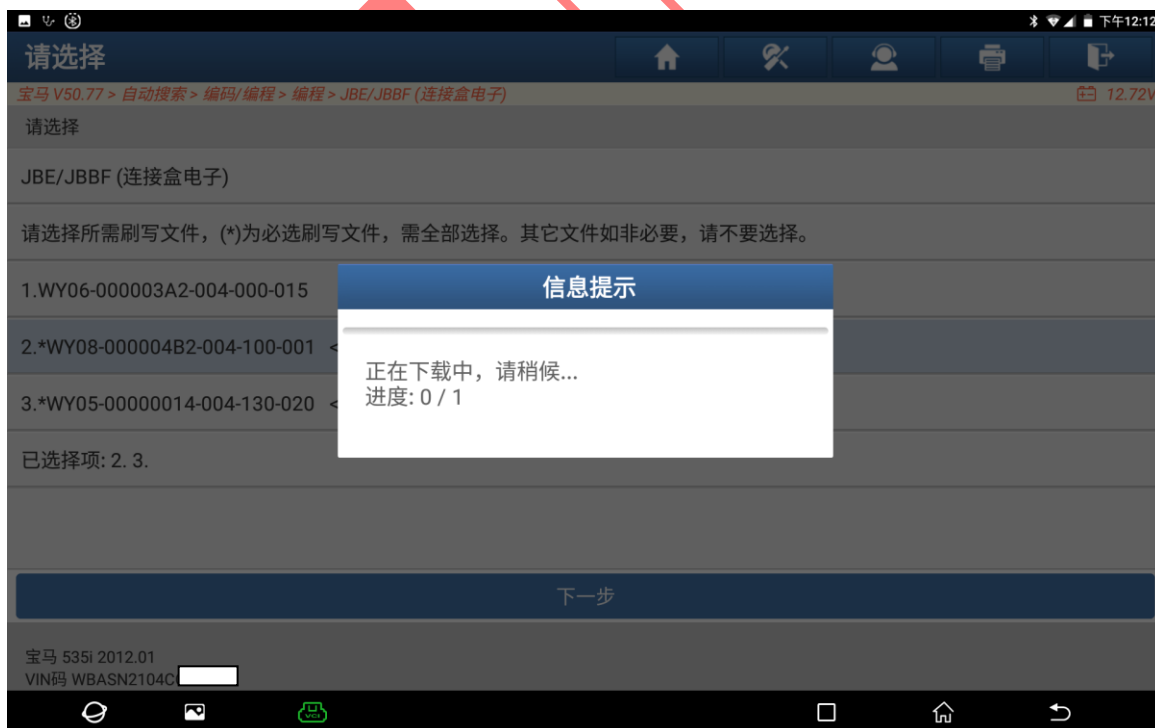 下午12:12
请选择
宝马 V50.77 > 自动搜索 > 编码/编程 > 编程 > JBE/JBBF (连接盒电子)
12.72V
请选择
JBE/JBBF (连接盒电子)
请选择所需刷写文件，(*)为必选刷写文件，需全部选择。其它文件如非必要，请不要选择。
信息提示
1.WY06-000003A2-004-000-015
2.*WY08-000004B2-004-100-001 <
正在下载中，请稍候...
进度: 0 / 1
3.*WY05-00000014-004-130-020 <
已选择项: 2. 3.
下一步
宝马 535i 2012.01
VIN码 WBASN2104C
VCI